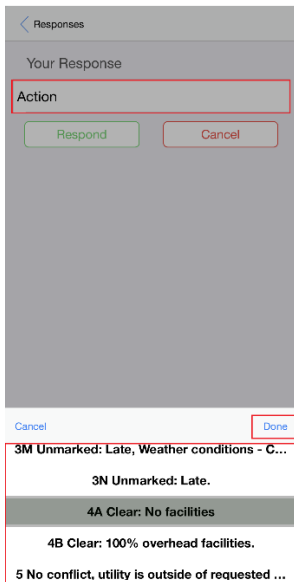 Responses
Your Response
Action
Respond Cancel
Cancel Done
3M Unmarked: Late, Weather conditions - C...
3N Unmarked: Late.
4A Clear: No facilities
4B Clear: 100% overhead facilities.
5 No conflict, utility is outside of requested ...